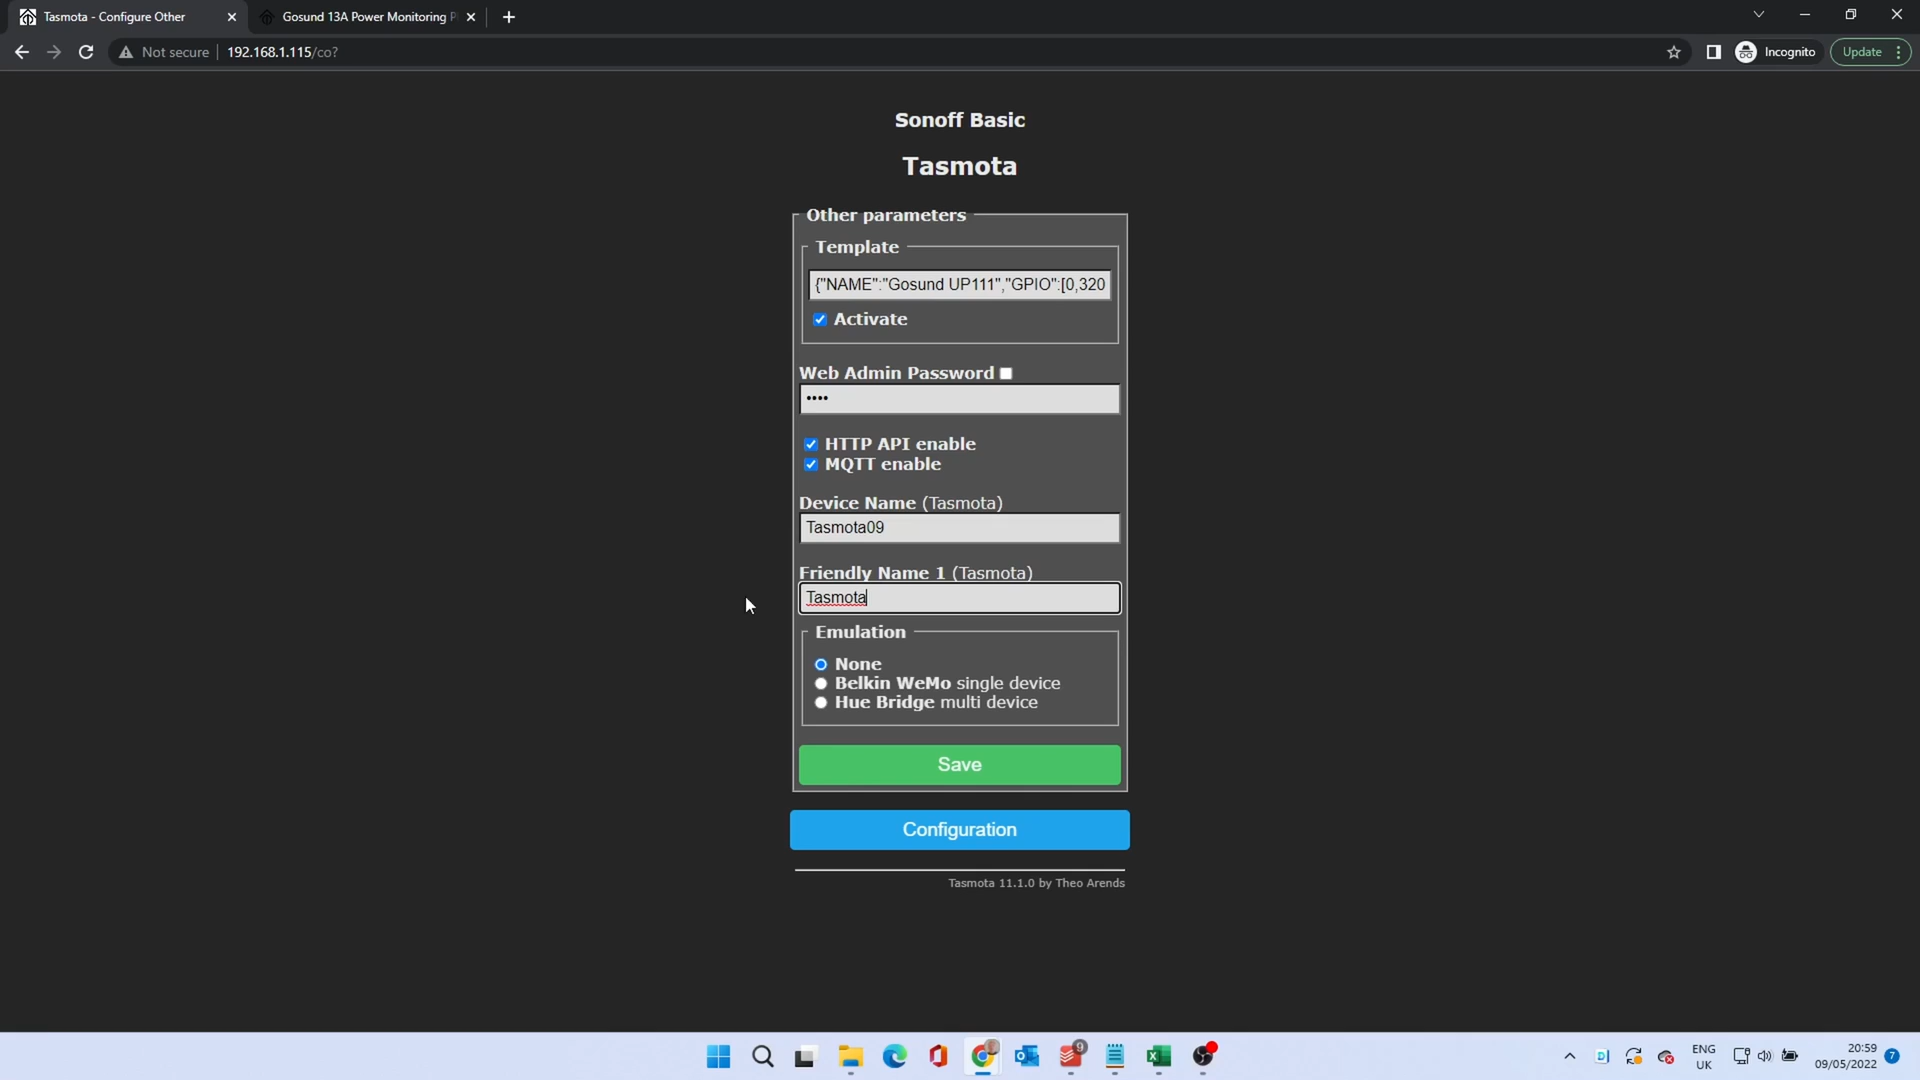 Tasmota - Configure Other
Gosund 13A Power Monitoring P
Not secure
192.168.1.115/co?
Incognito
Update
Sonoff Basic
Tasmota
Other parameters
Template
{"NAME":"Gosund UP111","GPIO":[0,320
Activate
Web Admin Password
••••
HTTP API enable
MQTT enable
Device Name (Tasmota)
Tasmota09
Friendly Name 1 (Tasmota)
Tasmota
Emulation
None
Belkin WeMo single device
Hue Bridge multi device
Save
Configuration
Tasmota 11.1.0 by Theo Arends
9
ENG
UK
20:59
09/05/2022
7